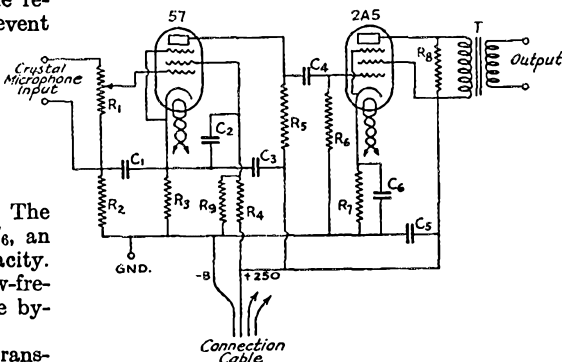 e re-
event
The
6, an
acity.
w-fre-
e by-
rans-
57
2A5
T
Crystal
Microphone
Input
R1
C2
C4
R5
R6
R8
Output
C1
C3
R2
R3
R9
R4
R7
C6
C5
GND.
-B
+250
Connection
Cable